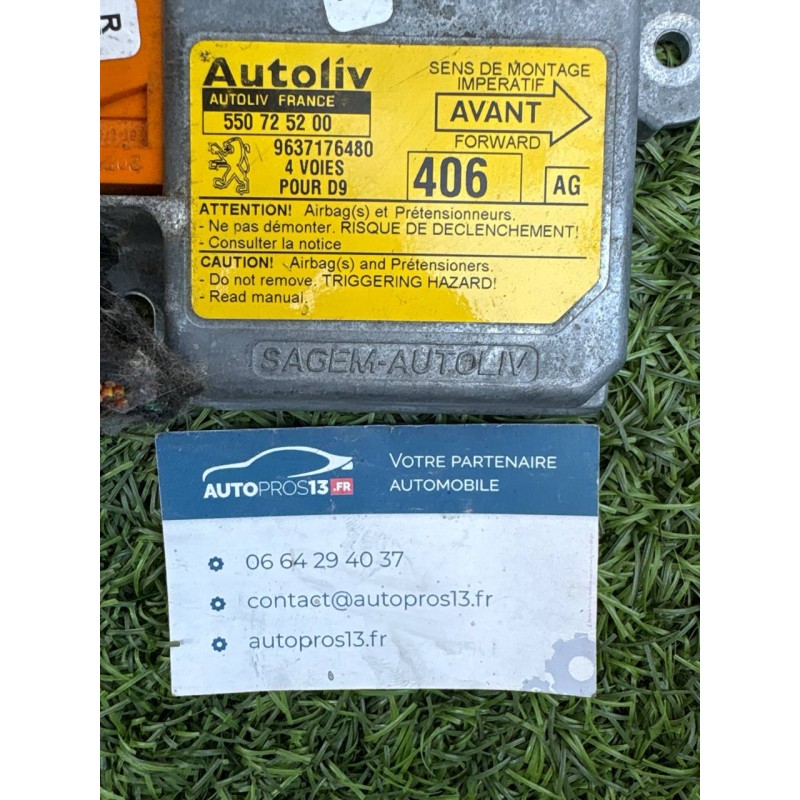 R
Autoliv
AUTOLIV FRANCE
550 72 52 00
9637176480
4 VOIES
POUR D9
SENS DE MONTAGE
IMPERATIF
AVANT
FORWARD
406
AG
ATTENTION! Airbag(s) et Prétensionneurs.
- Ne pas démonter. RISQUE DE DECLENCHEMENT!
- Consulter la notice
CAUTION! Airbag(s) and Prétensioners.
- Do not remove. TRIGGERING HAZARD!
- Read manual.
SAGEM-AUTOLIV
AUTOPROS13.FR
VOTRE PARTENAIRE
AUTOMOBILE
06 64 29 40 37
contact@autopros13.fr
autopros13.fr